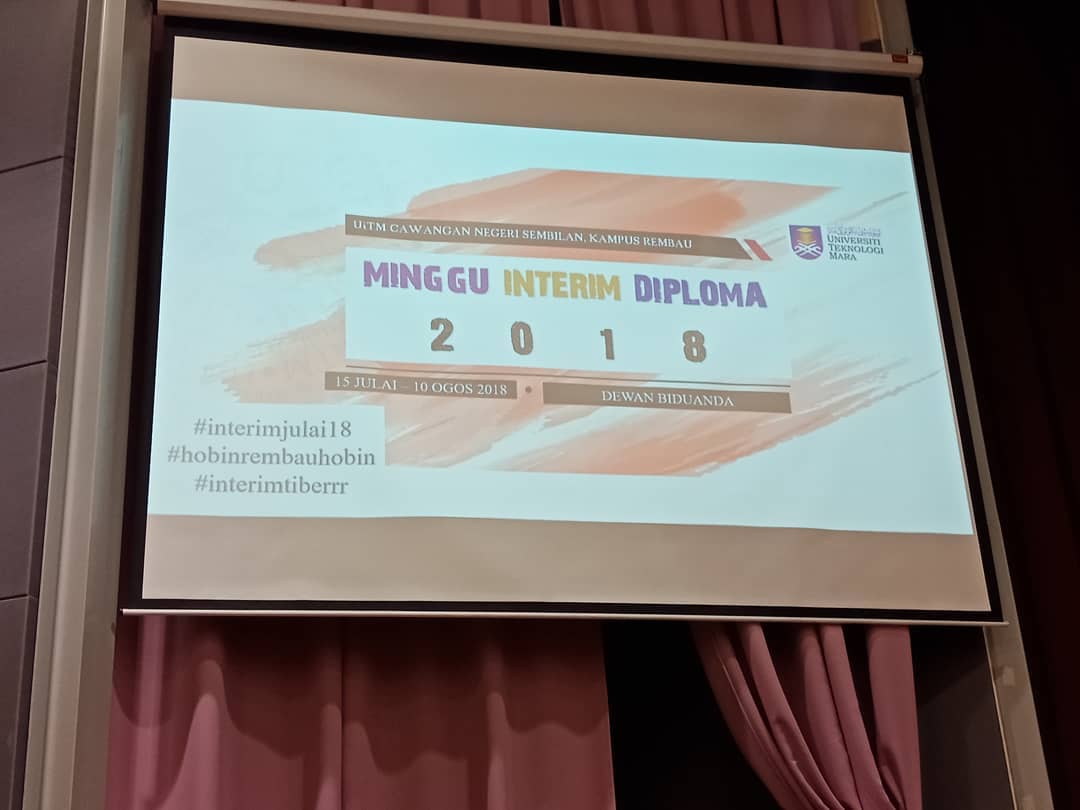 UiTM CAWANGAN NEGERI SEMBILAN, KAMPUS REMBAU
UNIVERSITI
TEKNOLOGI
MARA
MINGGU INTERIM DIPLOMA
2 0 1 8
15 JULAI – 10 OGOS 2018 • DEWAN BIDUANDA
#interimjulai18
#hobinrembauhobin
#interimtiberrr